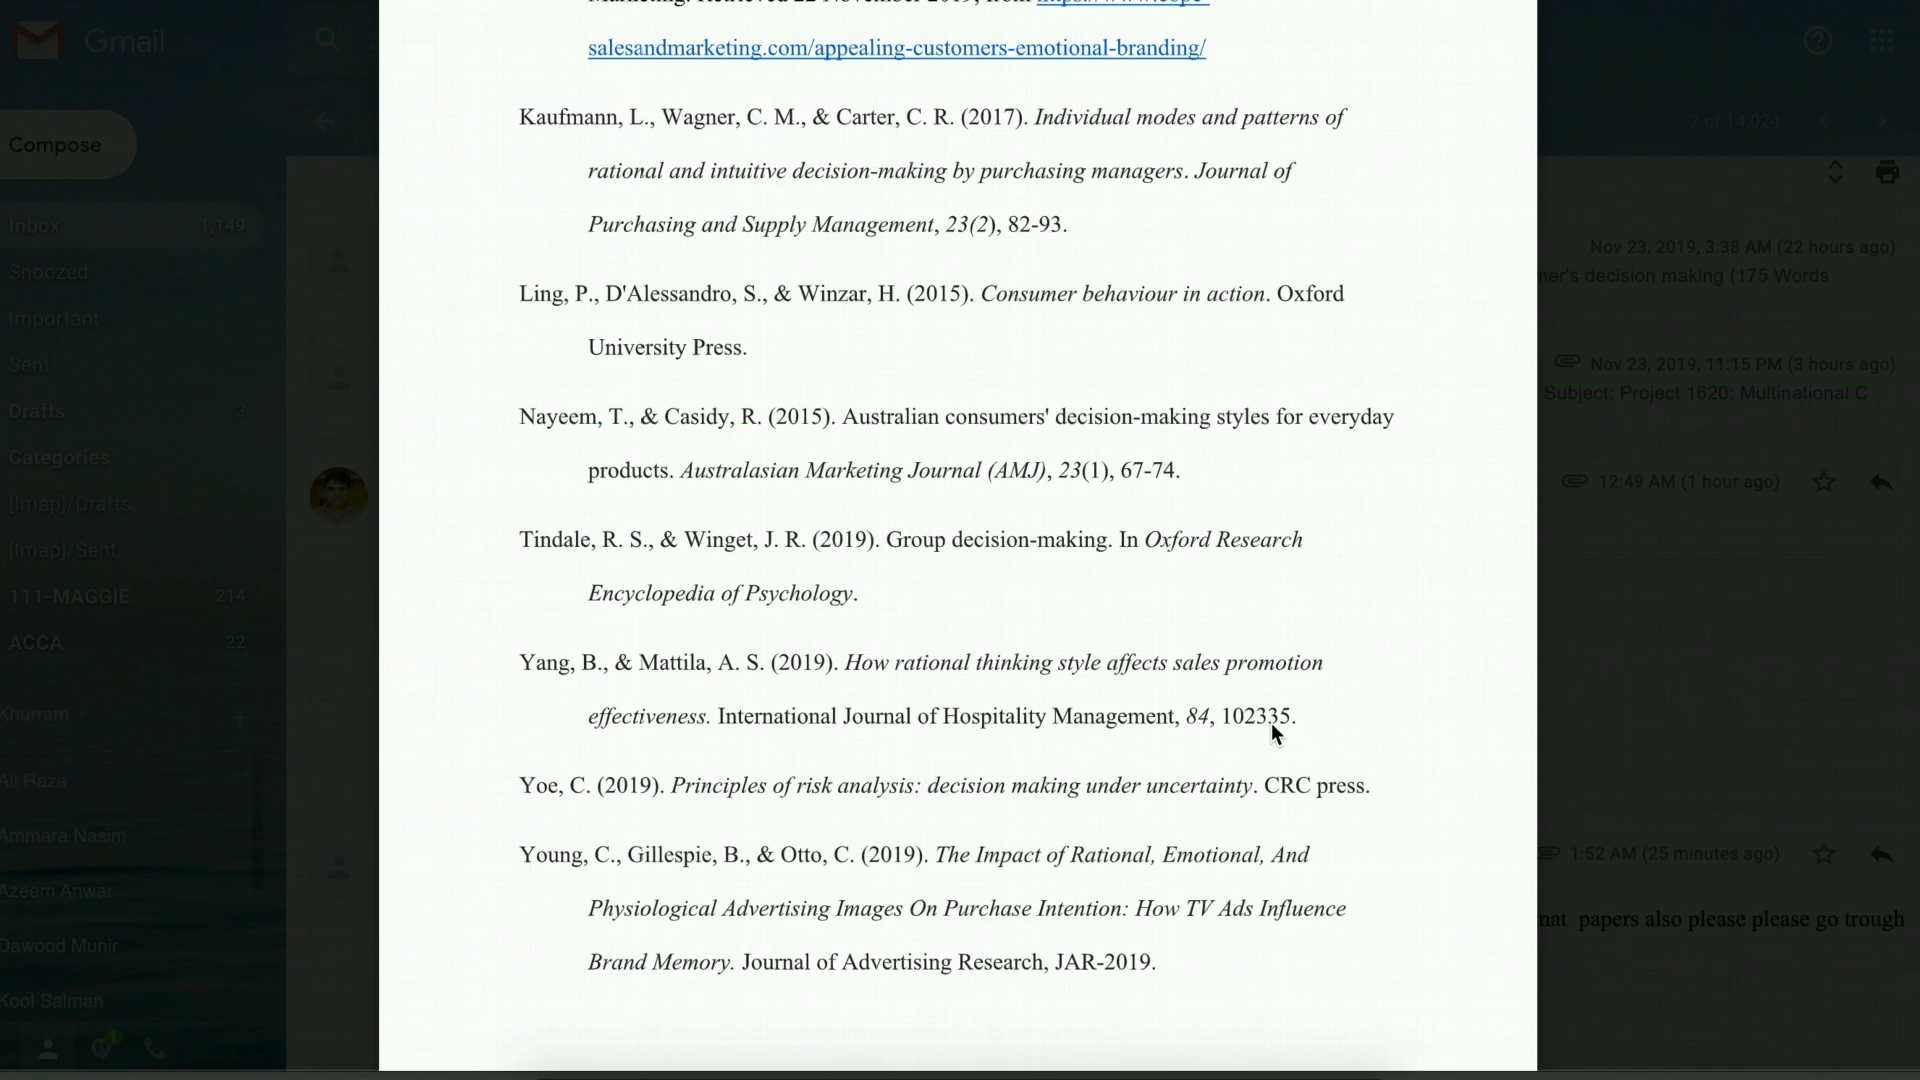 Gmail
Compose
Inbox 1,149
Snoozed
Important
Sent
Drafts 3
Categories
[Imap]/Drafts
[Imap]/Sent
111-MAGGIE 214
ACCA 22
Khurram
Ali Raza
Ammara Nasim
Azeem Anwar
Dawood Munir
Kool Salman
1
salesandmarketing.com/appealing-customers-emotional-branding/
Kaufmann, L., Wagner, C. M., & Carter, C. R. (2017). Individual modes and patterns of
rational and intuitive decision-making by purchasing managers. Journal of
Purchasing and Supply Management, 23(2), 82-93.
Ling, P., D'Alessandro, S., & Winzar, H. (2015). Consumer behaviour in action. Oxford
University Press.
Nayeem, T., & Casidy, R. (2015). Australian consumers' decision-making styles for everyday
products. Australasian Marketing Journal (AMJ), 23(1), 67-74.
Tindale, R. S., & Winget, J. R. (2019). Group decision-making. In Oxford Research
Encyclopedia of Psychology.
Yang, B., & Mattila, A. S. (2019). How rational thinking style affects sales promotion
effectiveness. International Journal of Hospitality Management, 84, 102335.
Yoe, C. (2019). Principles of risk analysis: decision making under uncertainty. CRC press.
Young, C., Gillespie, B., & Otto, C. (2019). The Impact of Rational, Emotional, And
Physiological Advertising Images On Purchase Intention: How TV Ads Influence
Brand Memory. Journal of Advertising Research, JAR-2019.
2 of 14,024
Nov 23, 2019, 3:38 AM (22 hours ago)
decision making (175 Words
Nov 23, 2019, 11:15 PM (3 hours ago)
Subject: Project 1620: Multinational C
12:49 AM (1 hour ago)
1:52 AM (25 minutes ago)
papers also please please go trough